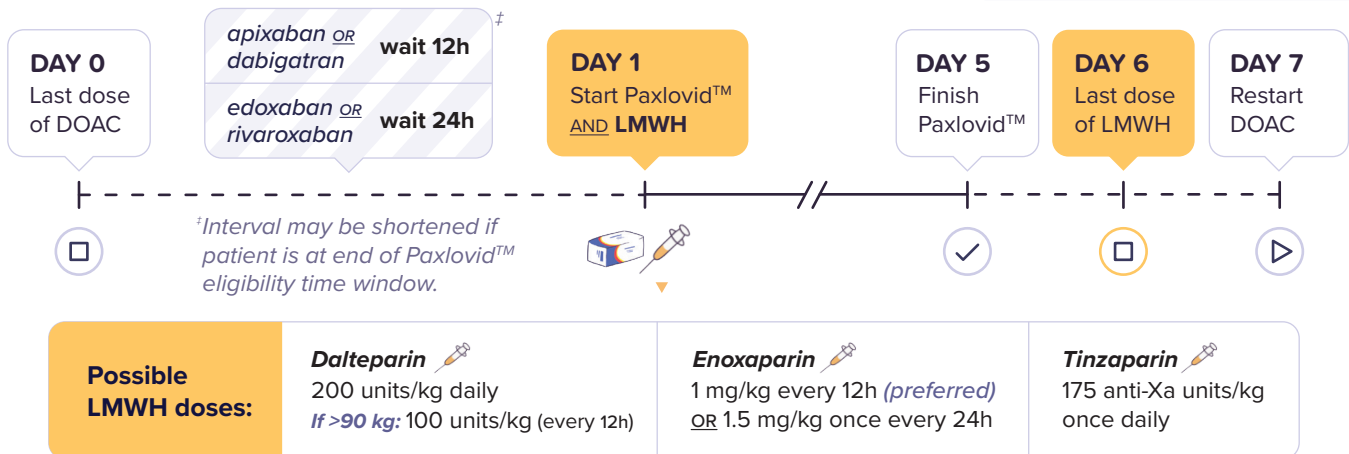 DAY 0
Last dose
of DOAC
apixaban OR
dabigatran
wait 12h
‡
edoxaban OR
rivaroxaban
wait 24h
DAY 1
Start Paxlovid™
AND LMWH
DAY 5
Finish
Paxlovid™
DAY 6
Last dose
of LMWH
DAY 7
Restart
DOAC
‡Interval may be shortened if
patient is at end of Paxlovid™
eligibility time window.
Possible
LMWH doses:
Dalteparin
200 units/kg daily
If >90 kg: 100 units/kg (every 12h)
Enoxaparin
1 mg/kg every 12h (preferred)
OR 1.5 mg/kg once every 24h
Tinzaparin
175 anti-Xa units/kg
once daily